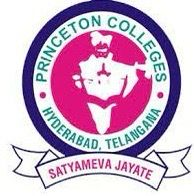 PRINCETON COLLEGES
HYDERABAD, TELANGANA
SATYAMEVA JAYATE